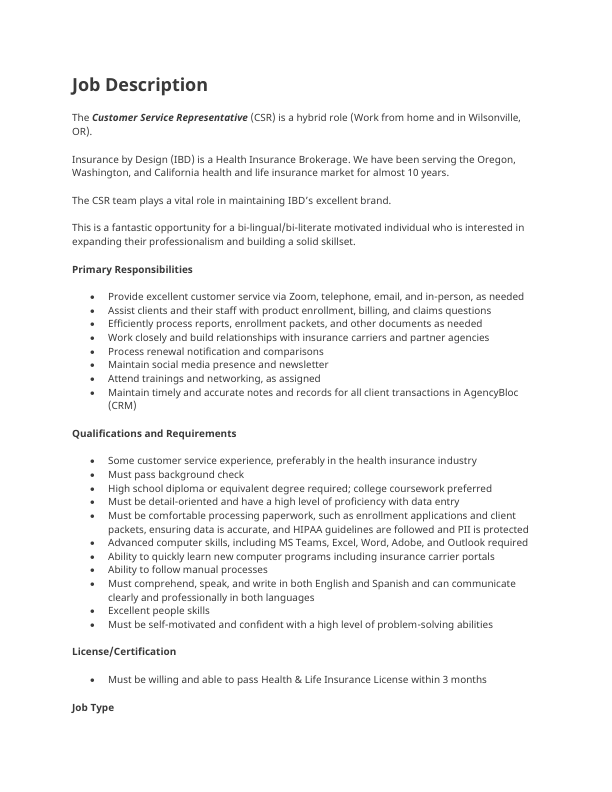 Job Description
The Customer Service Representative (CSR) is a hybrid role (Work from home and in Wilsonville,
OR).
Insurance by Design (IBD) is a Health Insurance Brokerage. We have been serving the Oregon,
Washington, and California health and life insurance market for almost 10 years.
The CSR team plays a vital role in maintaining IBD’s excellent brand.
This is a fantastic opportunity for a bi-lingual/bi-literate motivated individual who is interested in
expanding their professionalism and building a solid skillset.
Primary Responsibilities
• Provide excellent customer service via Zoom, telephone, email, and in-person, as needed
• Assist clients and their staff with product enrollment, billing, and claims questions
• Efficiently process reports, enrollment packets, and other documents as needed
• Work closely and build relationships with insurance carriers and partner agencies
• Process renewal notification and comparisons
• Maintain social media presence and newsletter
• Attend trainings and networking, as assigned
• Maintain timely and accurate notes and records for all client transactions in AgencyBloc
(CRM)
Qualifications and Requirements
• Some customer service experience, preferably in the health insurance industry
• Must pass background check
• High school diploma or equivalent degree required; college coursework preferred
• Must be detail-oriented and have a high level of proficiency with data entry
• Must be comfortable processing paperwork, such as enrollment applications and client
packets, ensuring data is accurate, and HIPAA guidelines are followed and PII is protected
• Advanced computer skills, including MS Teams, Excel, Word, Adobe, and Outlook required
• Ability to quickly learn new computer programs including insurance carrier portals
• Ability to follow manual processes
• Must comprehend, speak, and write in both English and Spanish and can communicate
clearly and professionally in both languages
• Excellent people skills
• Must be self-motivated and confident with a high level of problem-solving abilities
License/Certification
• Must be willing and able to pass Health & Life Insurance License within 3 months
Job Type